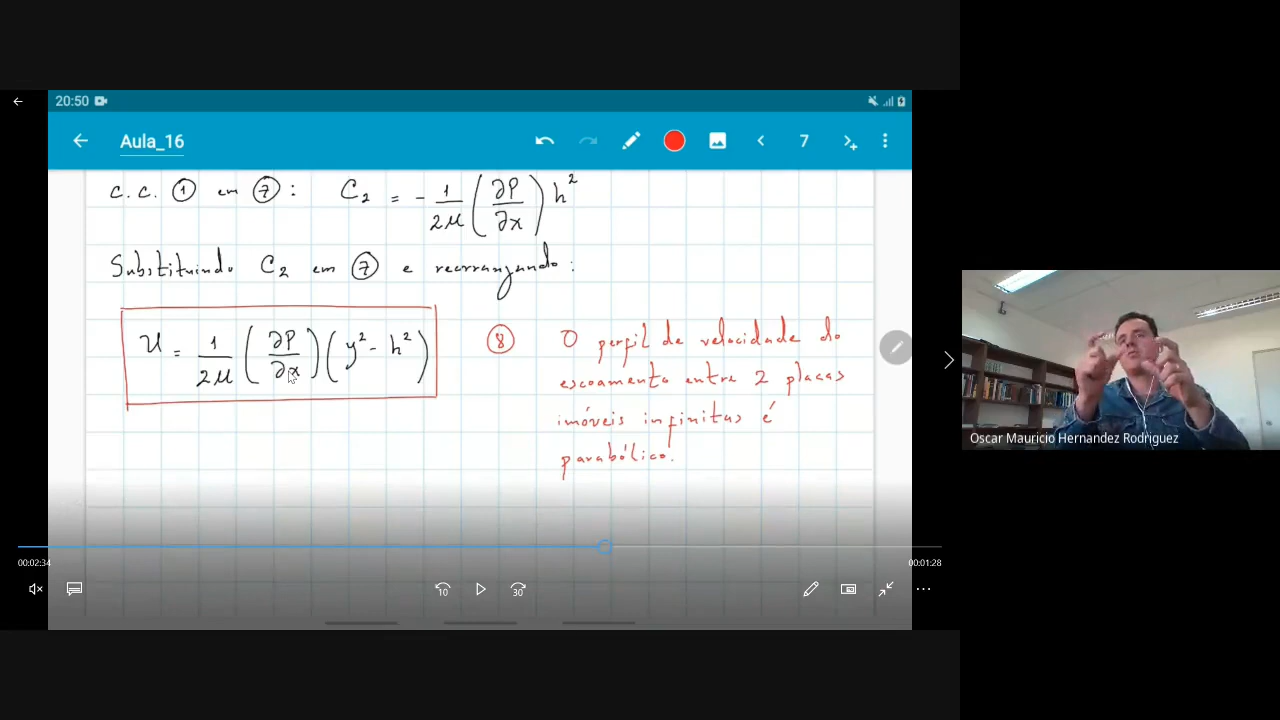 20:50
Aula_16
7
C.C. ① em ⑦: C₂ = - 1/2μ (∂P/∂x) h²
Substituindo C₂ em ⑦ e rearranjando:
u = 1/2μ (∂P/∂x) (y² - h²)
⑧ O perfil de velocidade do
escoamento entre 2 placas
imóveis infinitas é
parabólico.
Oscar Mauricio Hernandez Rodriguez
00:02:34
00:01:28
10
30